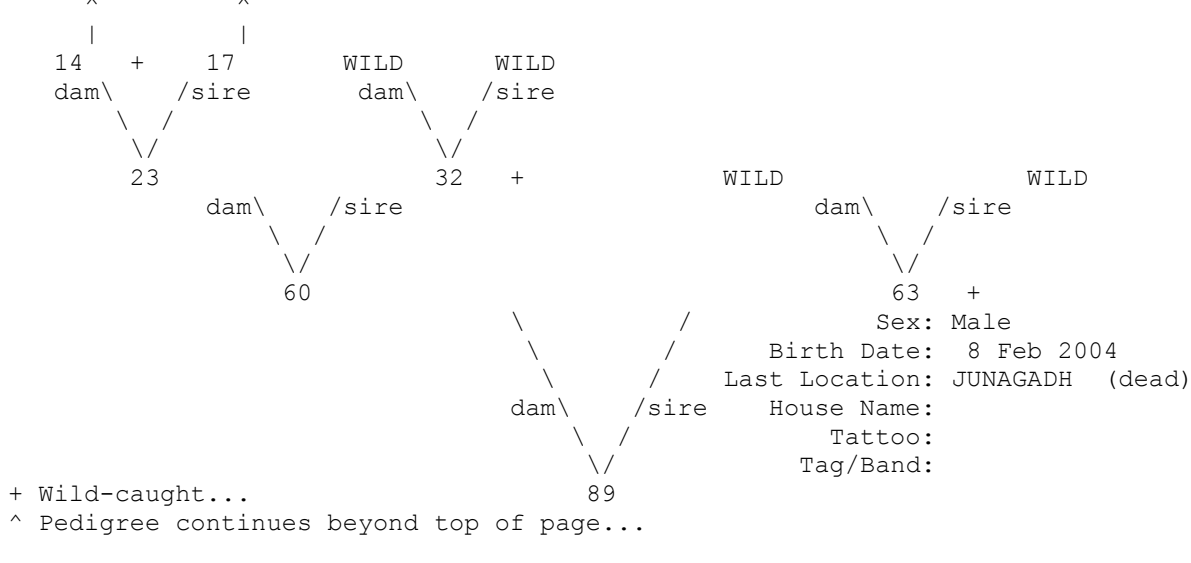 ^ ^
| |
14 + 17 WILD WILD
dam\ /sire dam\ /sire
\ / \ /
\/ \/
23 32 + WILD WILD
dam\ /sire dam\ /sire
\ / \ /
\/ \/
60 63 +
\ / Sex: Male
\ / Birth Date: 8 Feb 2004
\ / Last Location: JUNAGADH (dead)
dam\ /sire House Name:
\ / Tattoo:
\/ Tag/Band:
+ Wild-caught... 89
^ Pedigree continues beyond top of page...